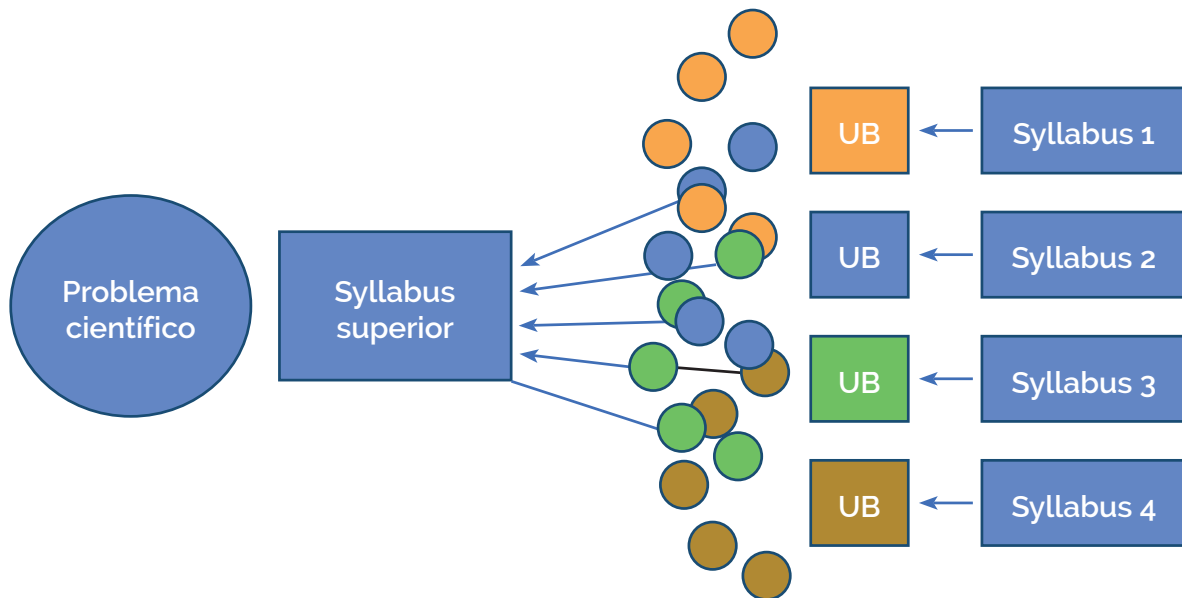 UB
Syllabus 1
Problema
científico
Syllabus
superior
UB
Syllabus 2
UB
Syllabus 3
UB
Syllabus 4